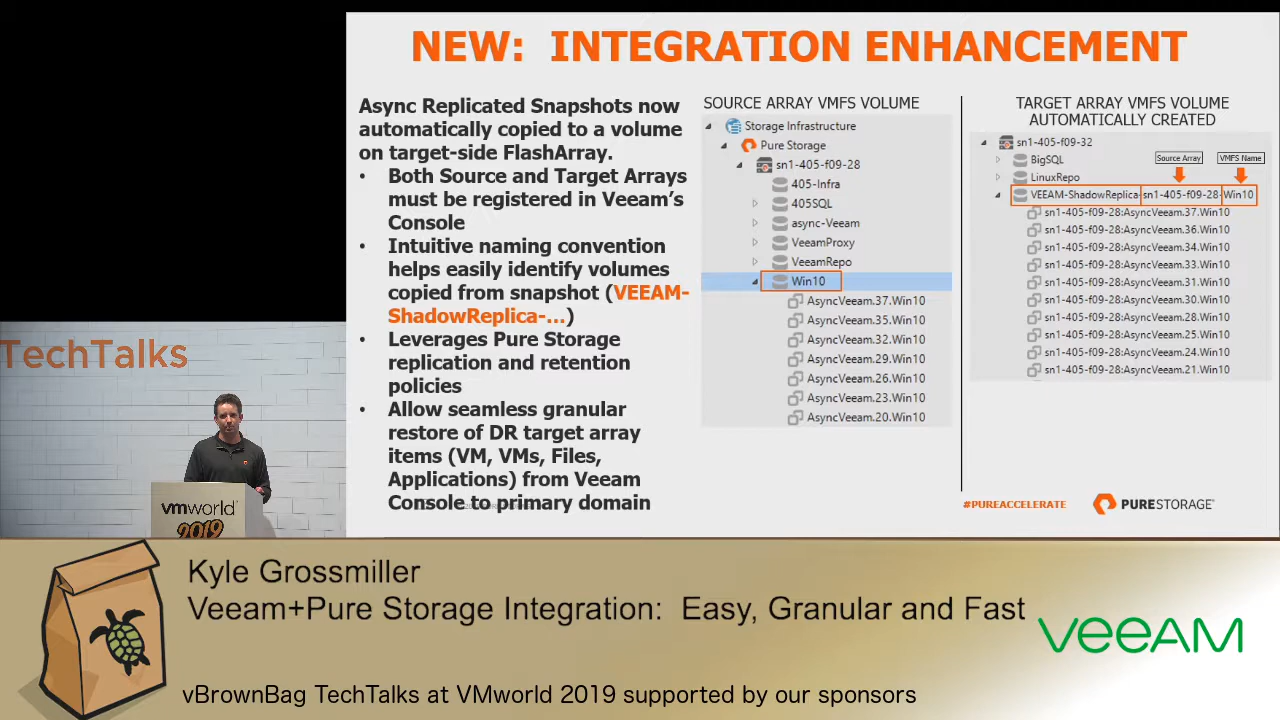 NEW: INTEGRATION ENHANCEMENT
Async Replicated Snapshots now
automatically copied to a volume
on target-side FlashArray.
• Both Source and Target Arrays
must be registered in Veeam's
Console
• Intuitive naming convention
helps easily identify volumes
copied from snapshot (VEEAM-
ShadowReplica-...)
• Leverages Pure Storage
replication and retention
policies
• Allow seamless granular
restore of DR target array
items (VM, VMs, Files,
Applications) from Veeam
Console to primary domain
SOURCE ARRAY VMFS VOLUME
Storage Infrastructure
Pure Storage
sn1-405-f09-28
405-Infra
405SQL
async-Veeam
VeeamProxy
VeeamRepo
Win10
AsyncVeeam.37.Win10
AsyncVeeam.35.Win10
AsyncVeeam.32.Win10
AsyncVeeam.29.Win10
AsyncVeeam.26.Win10
AsyncVeeam.23.Win10
AsyncVeeam.20.Win10
TARGET ARRAY VMFS VOLUME
AUTOMATICALLY CREATED
sn1-405-f09-32
BigSQL
Source Array
VMFS Name
LinuxRepo
VEEAM-ShadowReplica-sn1-405-f09-28-Win10
sn1-405-f09-28:AsyncVeeam.37.Win10
sn1-405-f09-28:AsyncVeeam.36.Win10
sn1-405-f09-28:AsyncVeeam.34.Win10
sn1-405-f09-28:AsyncVeeam.33.Win10
sn1-405-f09-28:AsyncVeeam.31.Win10
sn1-405-f09-28:AsyncVeeam.30.Win10
sn1-405-f09-28:AsyncVeeam.28.Win10
sn1-405-f09-28:AsyncVeeam.25.Win10
sn1-405-f09-28:AsyncVeeam.24.Win10
sn1-405-f09-28:AsyncVeeam.21.Win10
#PUREACCELERATE
PURESTORAGE
TechTalks
vmworld
2019
Kyle Grossmiller
Veeam+Pure Storage Integration: Easy, Granular and Fast
veeAM
vBrownBag TechTalks at VMworld 2019 supported by our sponsors